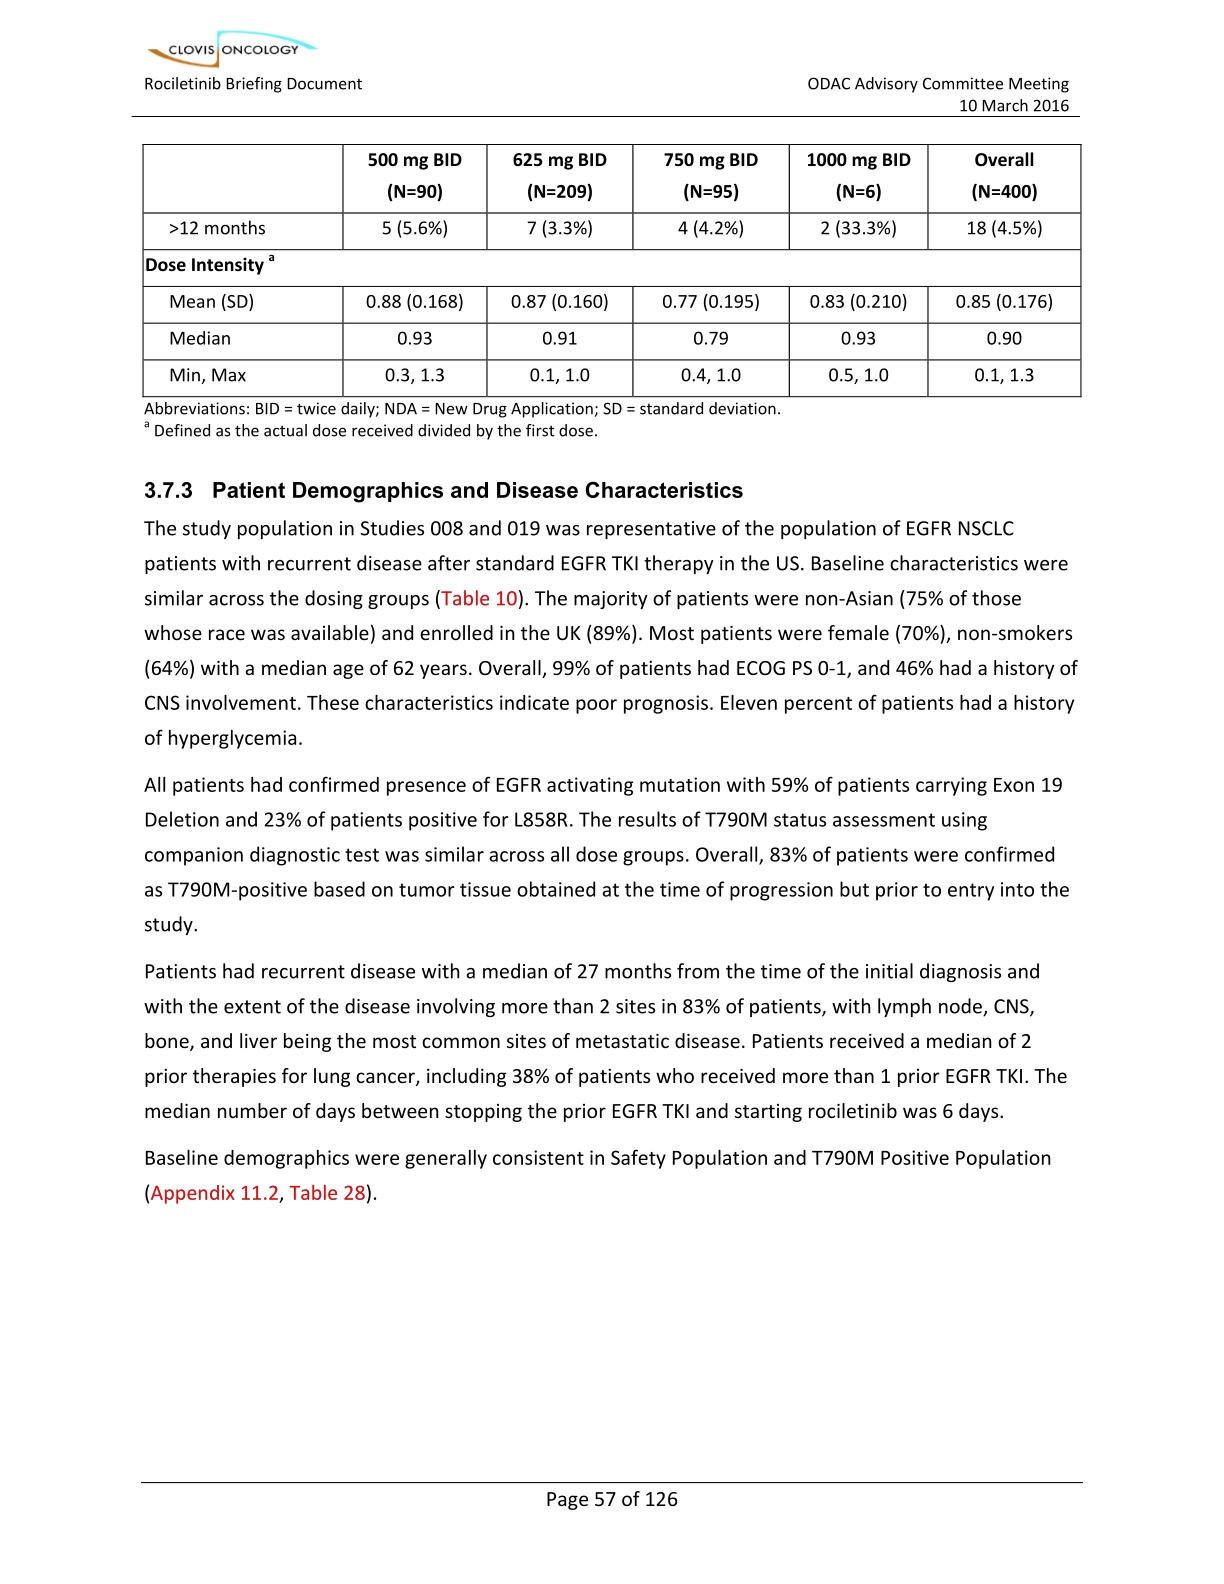 CLOVIS ONCOLOGY
Rociletinib Briefing Document
ODAC Advisory Committee Meeting
10 March 2016
500 mg BID (N=90) 625 mg BID (N=209) 750 mg BID (N=95) 1000 mg BID (N=6) Overall (N=400)
>12 months 5 (5.6%) 7 (3.3%) 4 (4.2%) 2 (33.3%) 18 (4.5%)
Dose Intensity a
Mean (SD) 0.88 (0.168) 0.87 (0.160) 0.77 (0.195) 0.83 (0.210) 0.85 (0.176)
Median 0.93 0.91 0.79 0.93 0.90
Min, Max 0.3, 1.3 0.1, 1.0 0.4, 1.0 0.5, 1.0 0.1, 1.3
Abbreviations: BID = twice daily; NDA = New Drug Application; SD = standard deviation.
a Defined as the actual dose received divided by the first dose.
3.7.3 Patient Demographics and Disease Characteristics
The study population in Studies 008 and 019 was representative of the population of EGFR NSCLC
patients with recurrent disease after standard EGFR TKI therapy in the US. Baseline characteristics were
similar across the dosing groups (Table 10). The majority of patients were non-Asian (75% of those
whose race was available) and enrolled in the UK (89%). Most patients were female (70%), non-smokers
(64%) with a median age of 62 years. Overall, 99% of patients had ECOG PS 0-1, and 46% had a history of
CNS involvement. These characteristics indicate poor prognosis. Eleven percent of patients had a history
of hyperglycemia.
All patients had confirmed presence of EGFR activating mutation with 59% of patients carrying Exon 19
Deletion and 23% of patients positive for L858R. The results of T790M status assessment using
companion diagnostic test was similar across all dose groups. Overall, 83% of patients were confirmed
as T790M-positive based on tumor tissue obtained at the time of progression but prior to entry into the
study.
Patients had recurrent disease with a median of 27 months from the time of the initial diagnosis and
with the extent of the disease involving more than 2 sites in 83% of patients, with lymph node, CNS,
bone, and liver being the most common sites of metastatic disease. Patients received a median of 2
prior therapies for lung cancer, including 38% of patients who received more than 1 prior EGFR TKI. The
median number of days between stopping the prior EGFR TKI and starting rociletinib was 6 days.
Baseline demographics were generally consistent in Safety Population and T790M Positive Population
(Appendix 11.2, Table 28).
Page 57 of 126